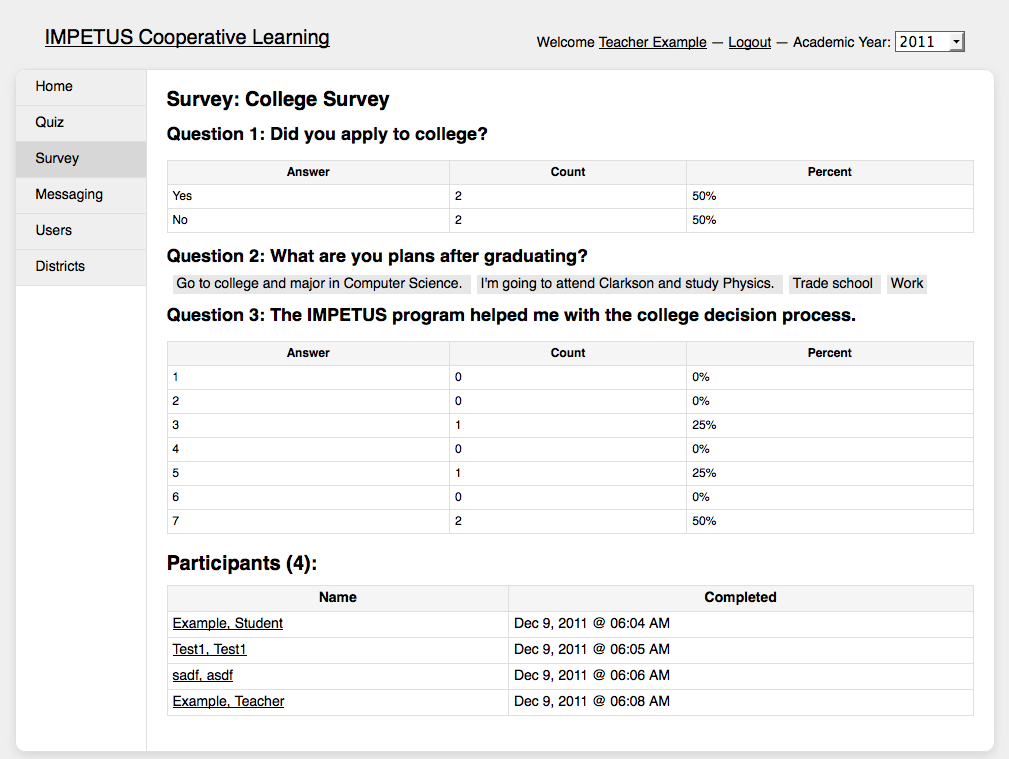 IMPETUS Cooperative Learning
Welcome Teacher Example — Logout — Academic Year: 2011
Home
Quiz
Survey
Messaging
Users
Districts
Survey: College Survey
Question 1: Did you apply to college?
Answer Count Percent
Yes 2 50%
No 2 50%
Question 2: What are you plans after graduating?
Go to college and major in Computer Science. I'm going to attend Clarkson and study Physics. Trade school Work
Question 3: The IMPETUS program helped me with the college decision process.
Answer Count Percent
1 0 0%
2 0 0%
3 1 25%
4 0 0%
5 1 25%
6 0 0%
7 2 50%
Participants (4):
Name Completed
Example, Student Dec 9, 2011 @ 06:04 AM
Test1, Test1 Dec 9, 2011 @ 06:05 AM
sadf, asdf Dec 9, 2011 @ 06:06 AM
Example, Teacher Dec 9, 2011 @ 06:08 AM